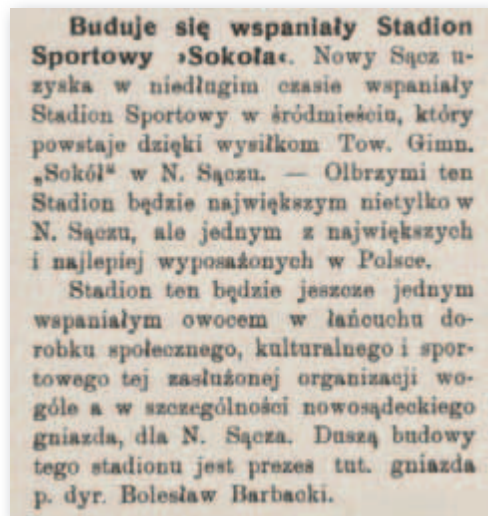 Buduje się wspaniały Stadion
Sportowy »Sokoła«. Nowy Sącz u-
zyska w niedługim czasie wspaniały
Stadion Sportowy w śródmieściu, który
powstaje dzięki wysiłkom Tow. Gimn.
„Sokół" w N. Sączu. — Olbrzymi ten
Stadion będzie największym nietylko w
N. Sączu, ale jednym z największych
i najlepiej wyposażonych w Polsce.
Stadion ten będzie jeszcze jednym
wspaniałym owocem w łańcuchu do-
robku społecznego, kulturalnego i spor-
towego tej zasłużonej organizacji wo-
góle a w szczególności nowosądeckiego
gniazda, dla N. Sącza. Duszą budowy
tego stadionu jest prezes tut. gniazda
p. dyr. Bolesław Barbacki.